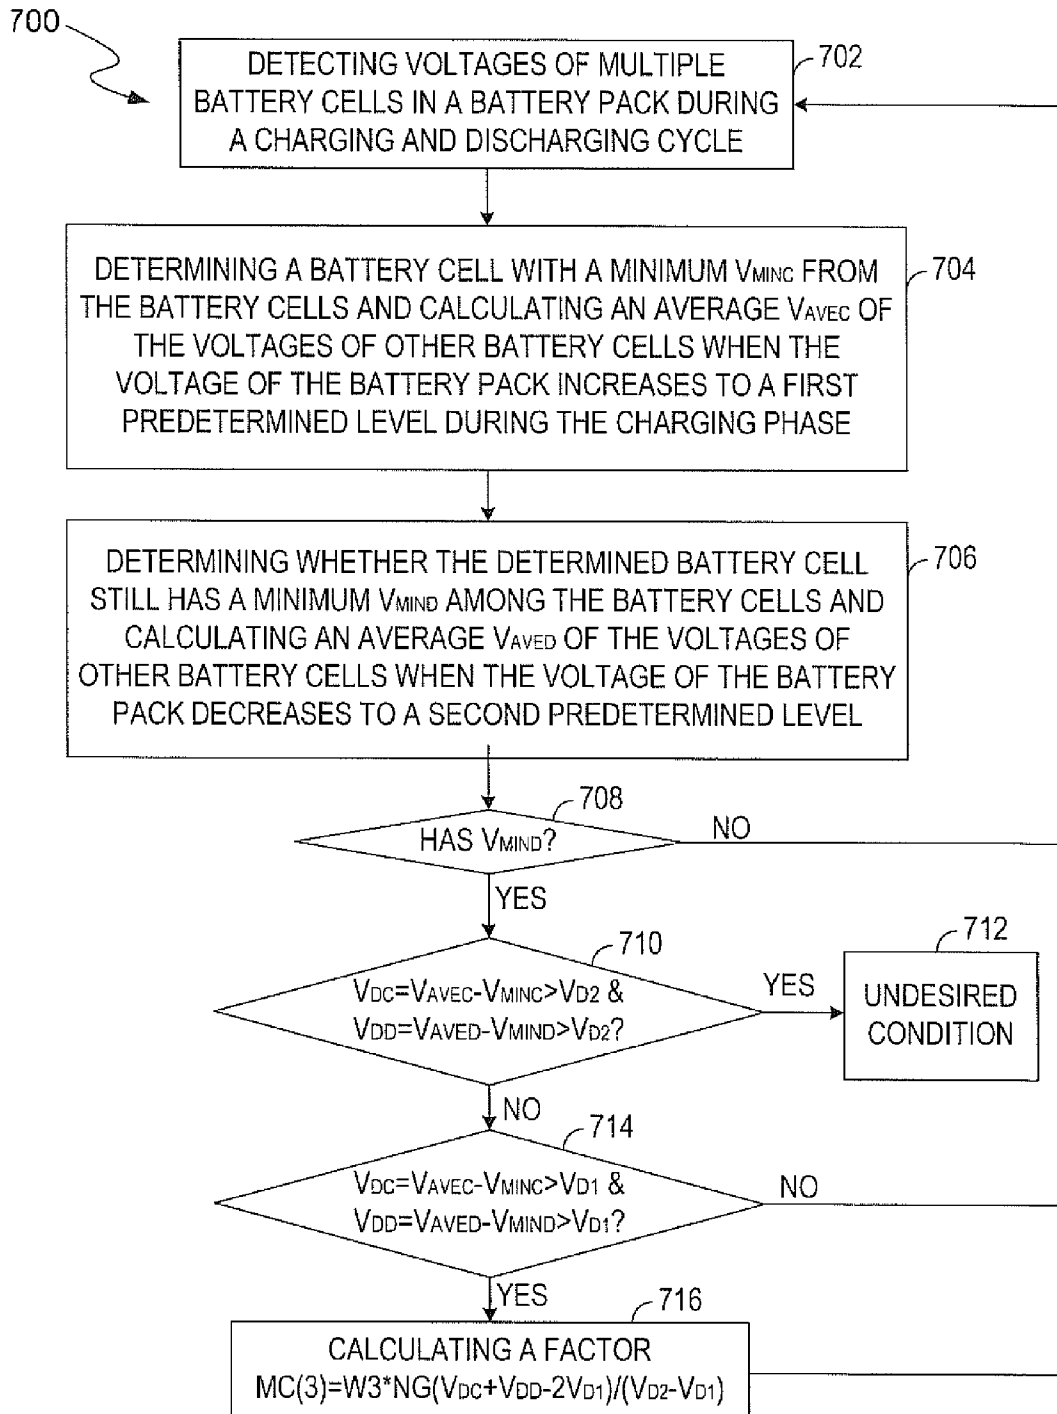 700
702
DETECTING VOLTAGES OF MULTIPLE
BATTERY CELLS IN A BATTERY PACK DURING
A CHARGING AND DISCHARGING CYCLE
704
DETERMINING A BATTERY CELL WITH A MINIMUM VMINC FROM
THE BATTERY CELLS AND CALCULATING AN AVERAGE VAVEC OF
THE VOLTAGES OF OTHER BATTERY CELLS WHEN THE
VOLTAGE OF THE BATTERY PACK INCREASES TO A FIRST
PREDETERMINED LEVEL DURING THE CHARGING PHASE
706
DETERMINING WHETHER THE DETERMINED BATTERY CELL
STILL HAS A MINIMUM VMIND AMONG THE BATTERY CELLS AND
CALCULATING AN AVERAGE VAVED OF THE VOLTAGES OF
OTHER BATTERY CELLS WHEN THE VOLTAGE OF THE BATTERY
PACK DECREASES TO A SECOND PREDETERMINED LEVEL
708
HAS VMIND?
NO
YES
710
VDC=VAVEC-VMINC>VD2 &
VDD=VAVED-VMIND>VD2?
YES
712
UNDESIRED
CONDITION
NO
714
VDC=VAVEC-VMINC>VD1 &
VDD=VAVED-VMIND>VD1?
NO
YES
716
CALCULATING A FACTOR
MC(3)=W3*NG(VDC+VDD-2VD1)/(VD2-VD1)